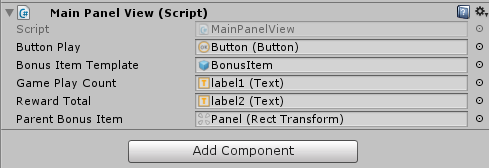 Main Panel View (Script)
Script MainPanelView
Button Play Button (Button)
Bonus Item Template BonusItem
Game Play Count label1 (Text)
Reward Total label2 (Text)
Parent Bonus Item Panel (Rect Transform)
Add Component